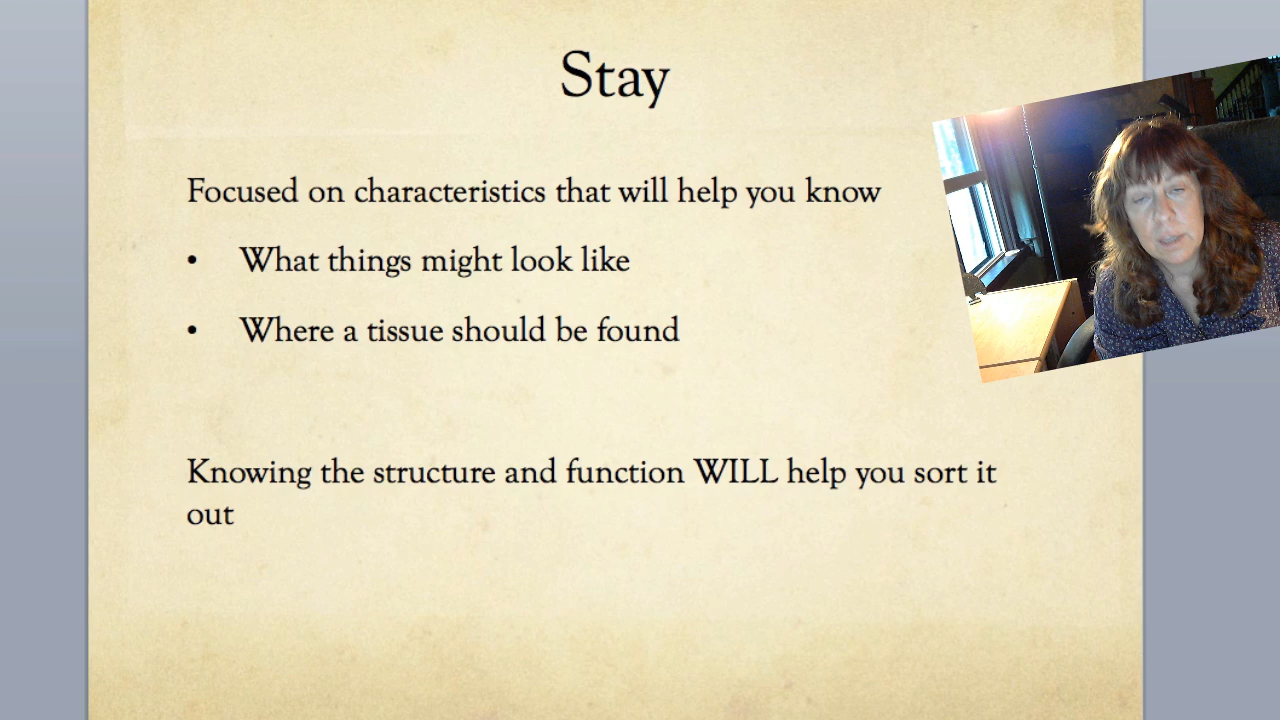 Stay
Focused on characteristics that will help you know
• What things might look like
• Where a tissue should be found
Knowing the structure and function WILL help you sort it
out